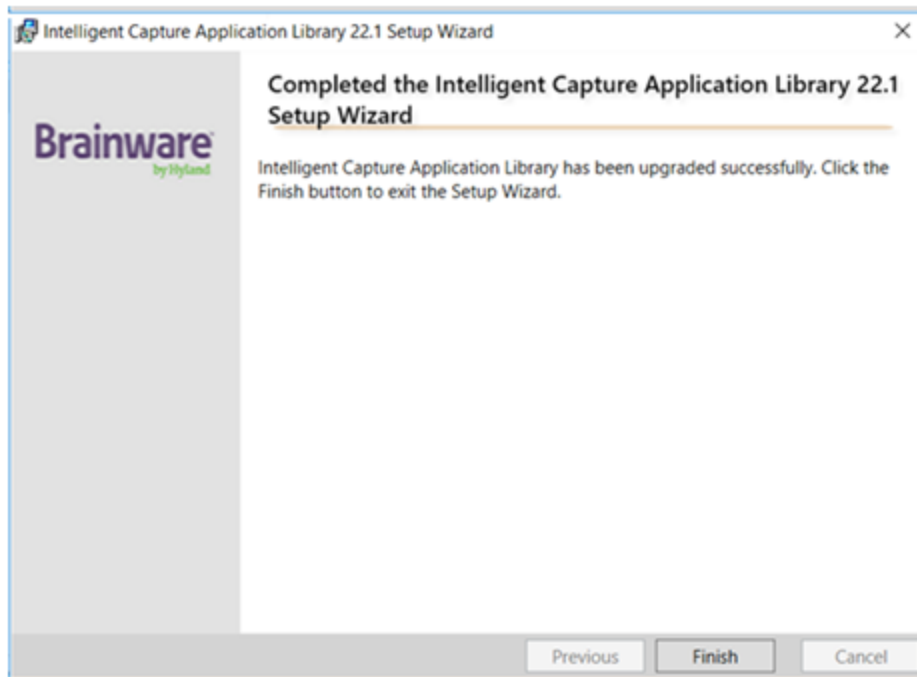 Intelligent Capture Application Library 22.1 Setup Wizard
Completed the Intelligent Capture Application Library 22.1
Setup Wizard
Brainware
by Hyland
Intelligent Capture Application Library has been upgraded successfully. Click the
Finish button to exit the Setup Wizard.
Previous Finish Cancel